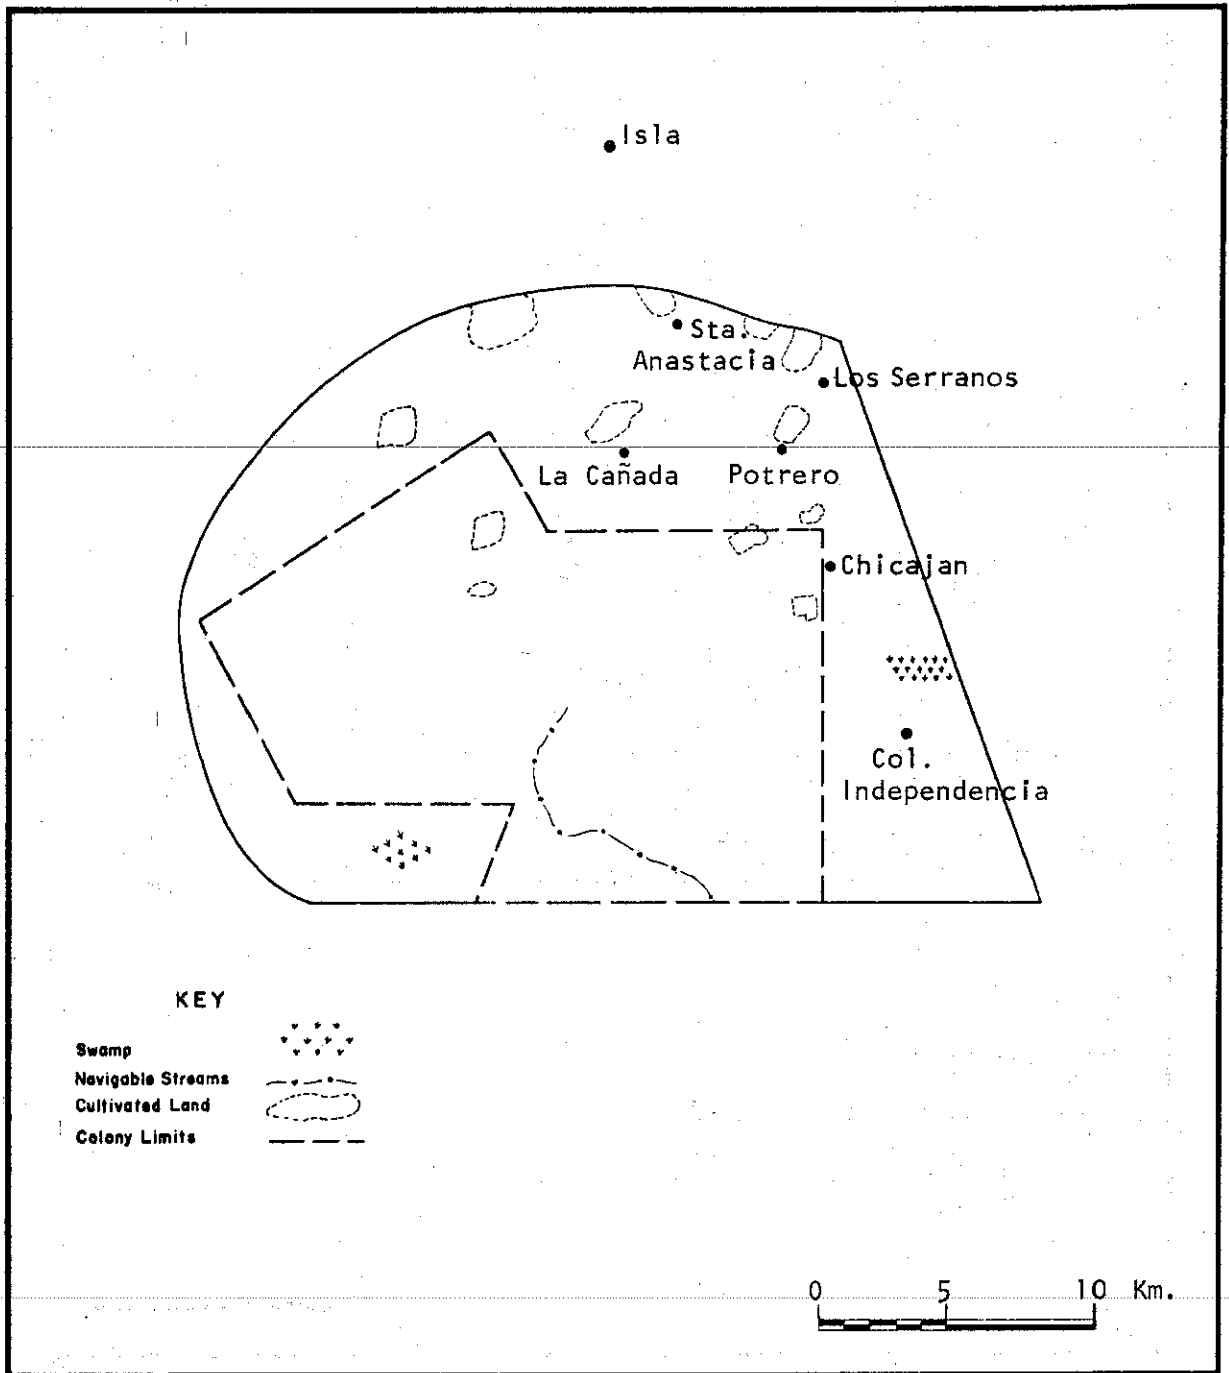 Isla
Sta.
Anastacia
Los Serranos
La Cañada
Potrero
Chicajan
Col.
Independencia
KEY
Swamp
Navigable Streams
Cultivated Land
Colony Limits
0 5 10 Km.